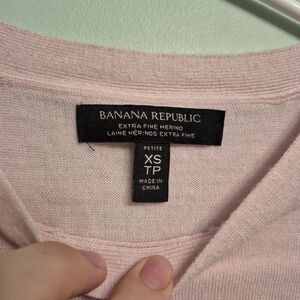 BANANA REPUBLIC
EXTRA FINE MERINO
LAINE MÉRINOS EXTRA FINE
PETITE
XS
TP
MADE IN
CHINA